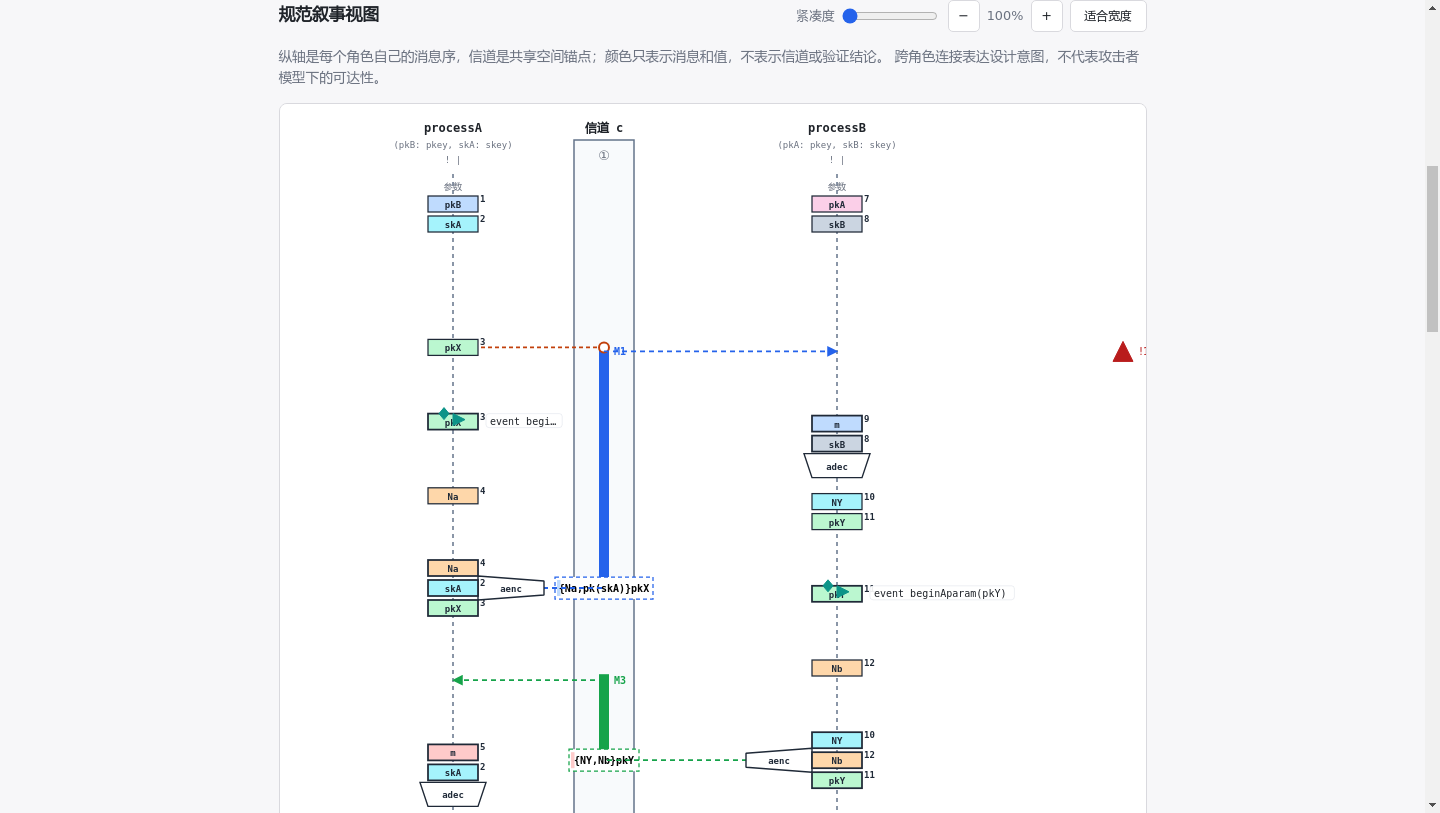 规范叙事视图
紧凑度
−
100%
+
适合宽度
纵轴是每个角色自己的消息序，信道是共享空间锚点；颜色只表示消息和值，不表示信道或验证结论。 跨角色连接表达设计意图，不代表攻击者
模型下的可达性。
processA
信道 c
processB
(pkB: pkey, skA: skey)
①
(pkA: pkey, skB: skey)
! |
! |
参数
参数
pkB 1
pkA 7
skA 2
skB 8
pkX 3
M1
pkX 3
event begi…
m 9
skB 8
adec
Na 4
NY 10
pkY 11
Na 4
skA 2
aenc
{Na,pk(skA)}pkX
pkX 3
event beginAparam(pkY)
Nb 12
M3
m 5
NY 10
skA 2
{NY,Nb}pkY
aenc
Nb 12
adec
pkY 11